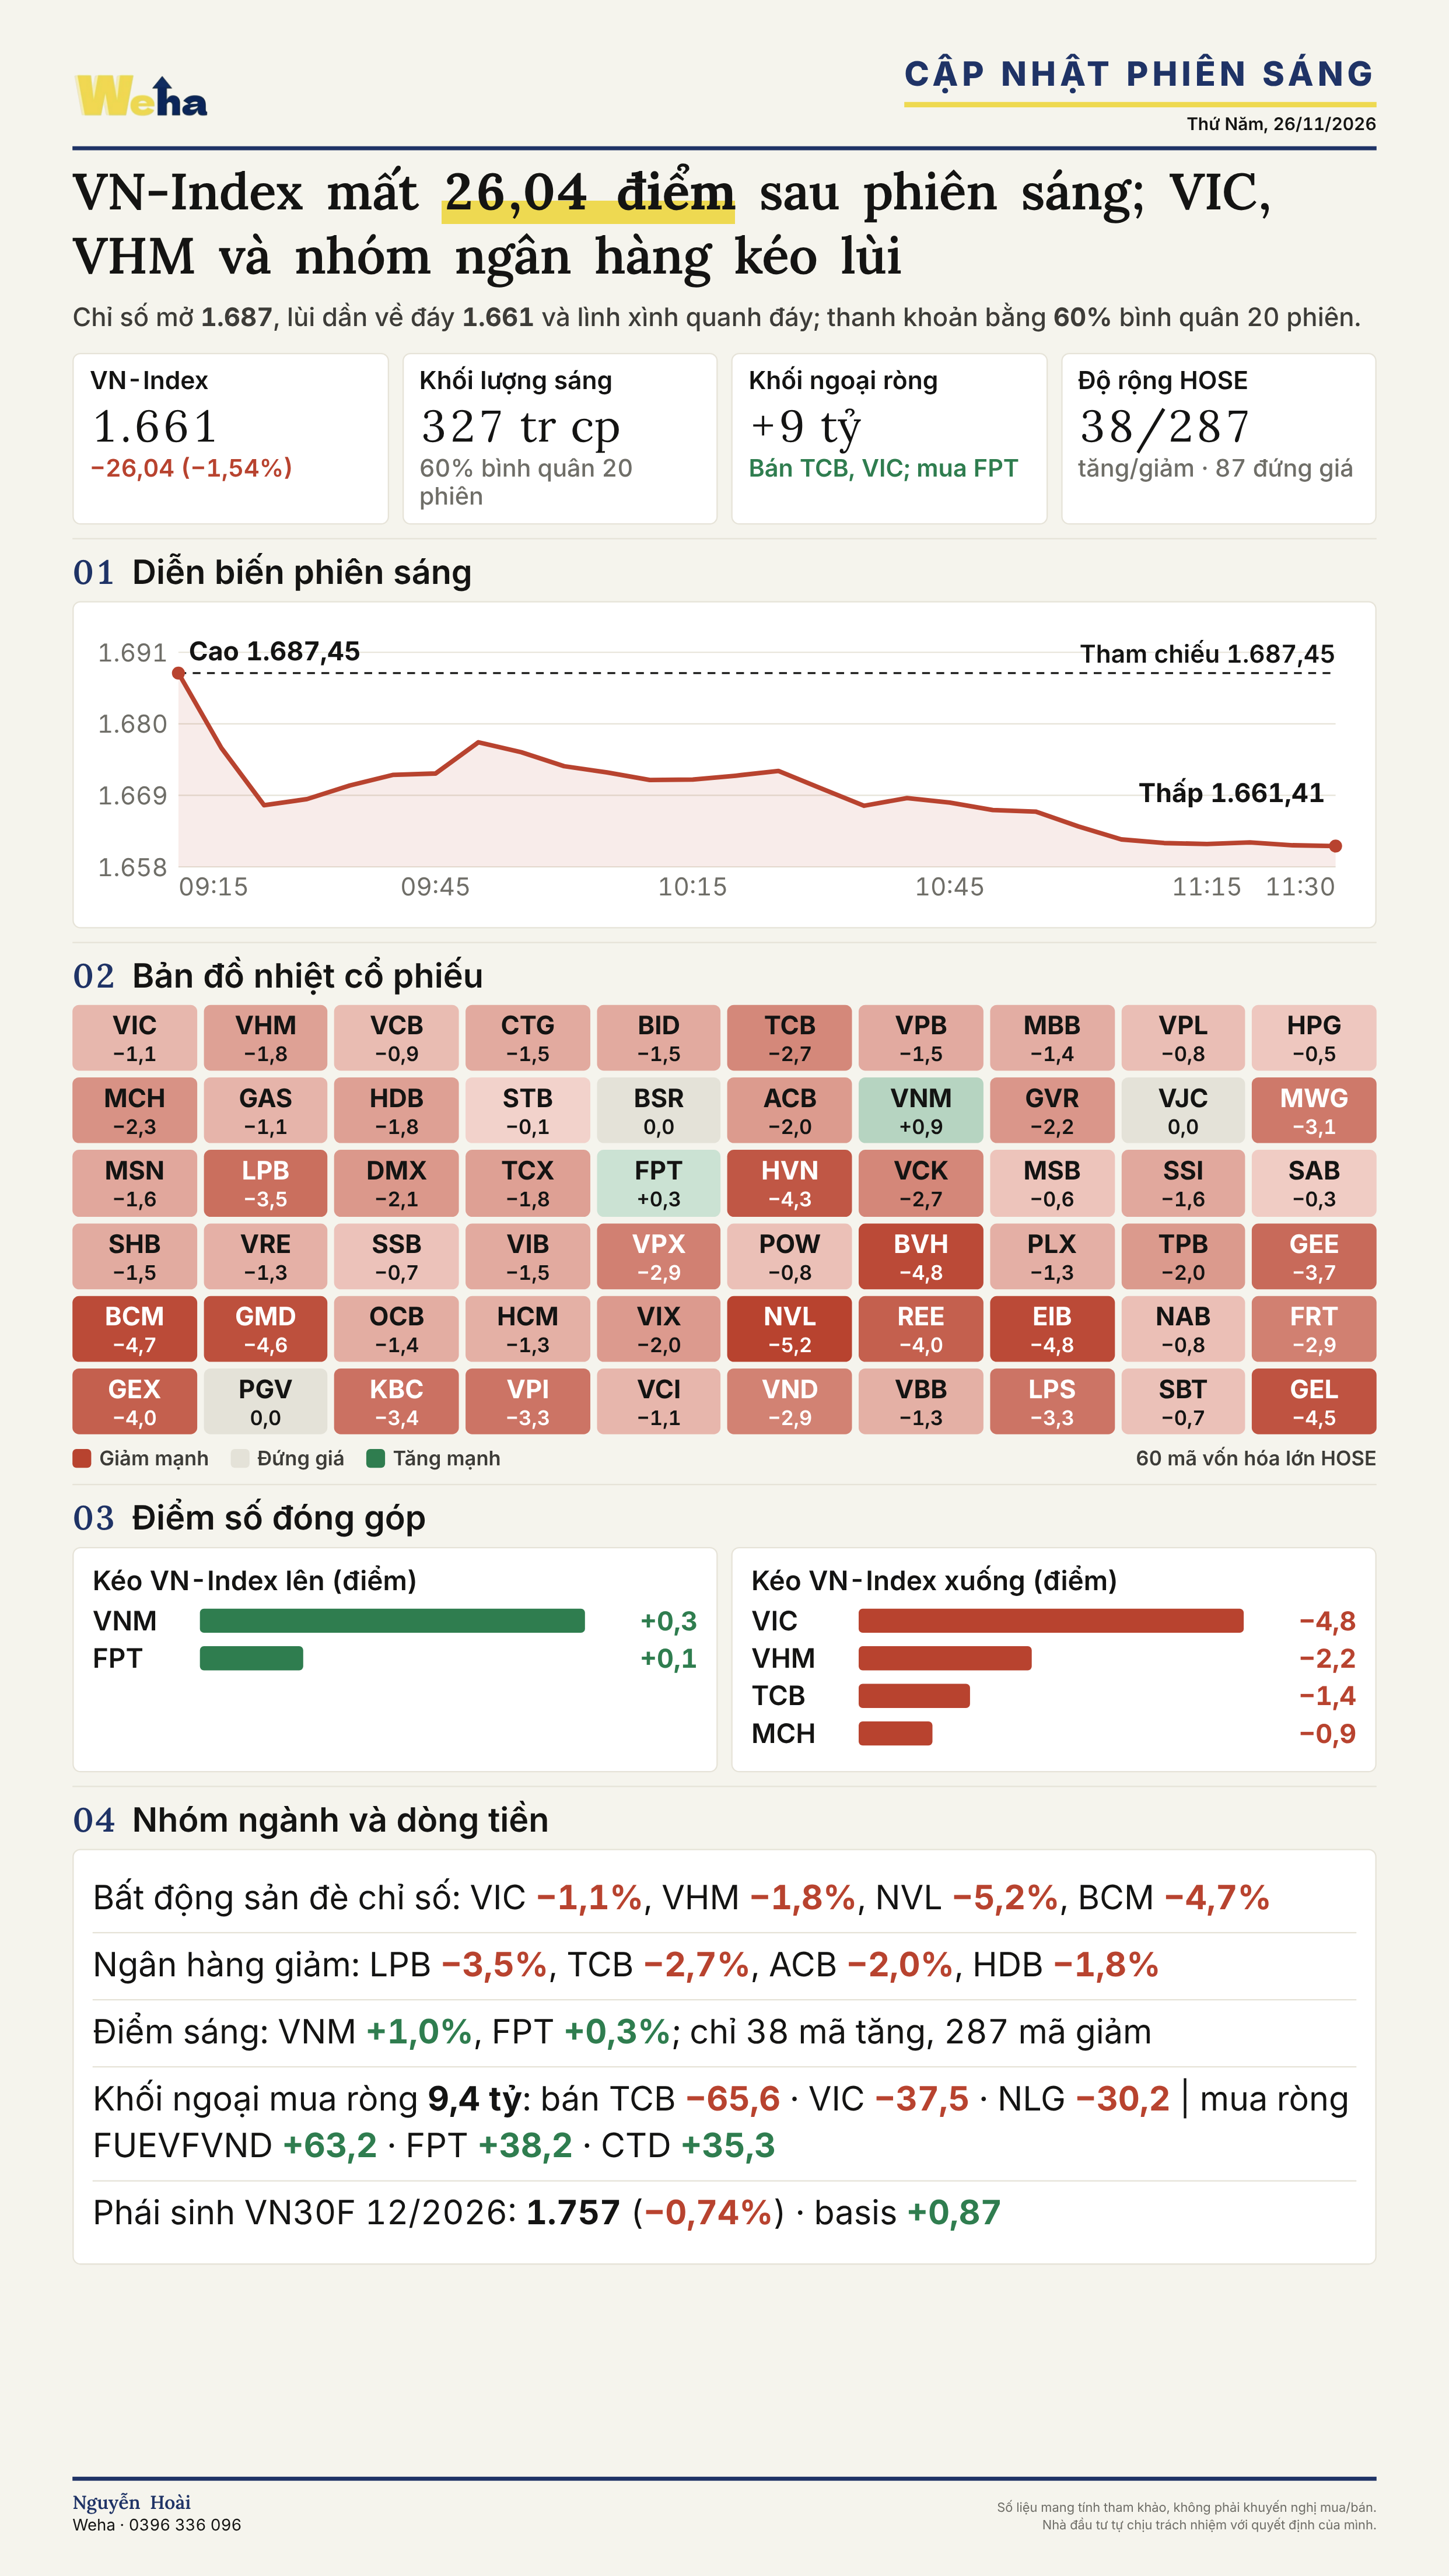 Weha
CẬP NHẬT PHIÊN SÁNG
Thứ Năm, 26/11/2026
VN-Index mất 26,04 điểm sau phiên sáng; VIC,
VHM và nhóm ngân hàng kéo lùi
Chỉ số mở 1.687, lùi dần về đáy 1.661 và lình xình quanh đáy; thanh khoản bằng 60% bình quân 20 phiên.
VN-Index
1.661
−26,04 (−1,54%)
Khối lượng sáng
327 tr cp
60% bình quân 20
phiên
Khối ngoại ròng
+9 tỷ
Bán TCB, VIC; mua FPT
Độ rộng HOSE
38/287
tăng/giảm · 87 đứng giá
01 Diễn biến phiên sáng
1.691 Cao 1.687,45 Tham chiếu 1.687,45
1.680
1.669 Thấp 1.661,41
1.658
09:15 09:45 10:15 10:45 11:15 11:30
02 Bản đồ nhiệt cổ phiếu
VIC VHM VCB CTG BID TCB VPB MBB VPL HPG
−1,1 −1,8 −0,9 −1,5 −1,5 −2,7 −1,5 −1,4 −0,8 −0,5
MCH GAS HDB STB BSR ACB VNM GVR VJC MWG
−2,3 −1,1 −1,8 −0,1 0,0 −2,0 +0,9 −2,2 0,0 −3,1
MSN LPB DMX TCX FPT HVN VCK MSB SSI SAB
−1,6 −3,5 −2,1 −1,8 +0,3 −4,3 −2,7 −0,6 −1,6 −0,3
SHB VRE SSB VIB VPX POW BVH PLX TPB GEE
−1,5 −1,3 −0,7 −1,5 −2,9 −0,8 −4,8 −1,3 −2,0 −3,7
BCM GMD OCB HCM VIX NVL REE EIB NAB FRT
−4,7 −4,6 −1,4 −1,3 −2,0 −5,2 −4,0 −4,8 −0,8 −2,9
GEX PGV KBC VPI VCI VND VBB LPS SBT GEL
−4,0 0,0 −3,4 −3,3 −1,1 −2,9 −1,3 −3,3 −0,7 −4,5
Giảm mạnh Đứng giá Tăng mạnh 60 mã vốn hóa lớn HOSE
03 Điểm số đóng góp
Kéo VN-Index lên (điểm)
VNM +0,3
FPT +0,1
Kéo VN-Index xuống (điểm)
VIC −4,8
VHM −2,2
TCB −1,4
MCH −0,9
04 Nhóm ngành và dòng tiền
Bất động sản đè chỉ số: VIC −1,1%, VHM −1,8%, NVL −5,2%, BCM −4,7%
Ngân hàng giảm: LPB −3,5%, TCB −2,7%, ACB −2,0%, HDB −1,8%
Điểm sáng: VNM +1,0%, FPT +0,3%; chỉ 38 mã tăng, 287 mã giảm
Khối ngoại mua ròng 9,4 tỷ: bán TCB −65,6 · VIC −37,5 · NLG −30,2 | mua ròng
FUEVFVND +63,2 · FPT +38,2 · CTD +35,3
Phái sinh VN30F 12/2026: 1.757 (−0,74%) · basis +0,87
Nguyễn Hoài
Weha · 0396 336 096
Số liệu mang tính tham khảo, không phải khuyến nghị mua/bán.
Nhà đầu tư tự chịu trách nhiệm với quyết định của mình.